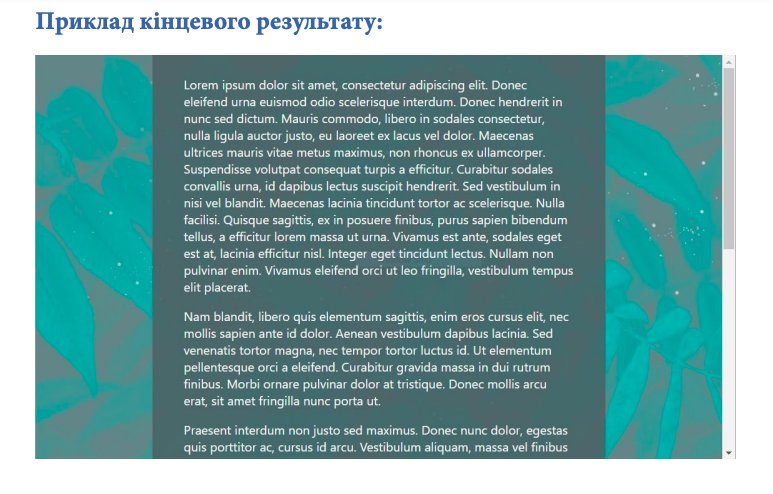 Приклад кінцевого результату:
Lorem ipsum dolor sit amet, consectetur adipiscing elit. Donec
eleifend urna euismod odio scelerisque interdum. Donec hendrerit in
nunc sed dictum. Mauris commodo, libero in sodales consectetur,
nulla ligula auctor justo, eu laoreet ex lacus vel dolor. Maecenas
ultrices mauris vitae metus maximus, non rhoncus ex ullamcorper.
Suspendisse volutpat consequat turpis a efficitur. Curabitur sodales
convallis urna, id dapibus lectus suscipit hendrerit. Sed vestibulum in
nisi vel blandit. Maecenas lacinia tincidunt tortor ac scelerisque. Nulla
facilisi. Quisque sagittis, ex in posuere finibus, purus sapien bibendum
tellus, a efficitur lorem massa ut urna. Vivamus est ante, sodales eget
est at, lacinia efficitur nisl. Integer eget tincidunt lectus. Nullam non
pulvinar enim. Vivamus eleifend orci ut leo fringilla, vestibulum tempus
elit placerat.
Nam blandit, libero quis elementum sagittis, enim eros cursus elit, nec
mollis sapien ante id dolor. Aenean vestibulum dapibus lacinia. Sed
venenatis tortor magna, nec tempor tortor luctus id. Ut elementum
pellentesque orci a eleifend. Curabitur gravida massa in dui rutrum
finibus. Morbi ornare pulvinar dolor at tristique. Donec mollis arcu
erat, sit amet fringilla nunc porta ut.
Praesent interdum non justo sed maximus. Donec nunc dolor, egestas
quis porttitor ac, cursus id arcu. Vestibulum aliquam, massa vel finibus